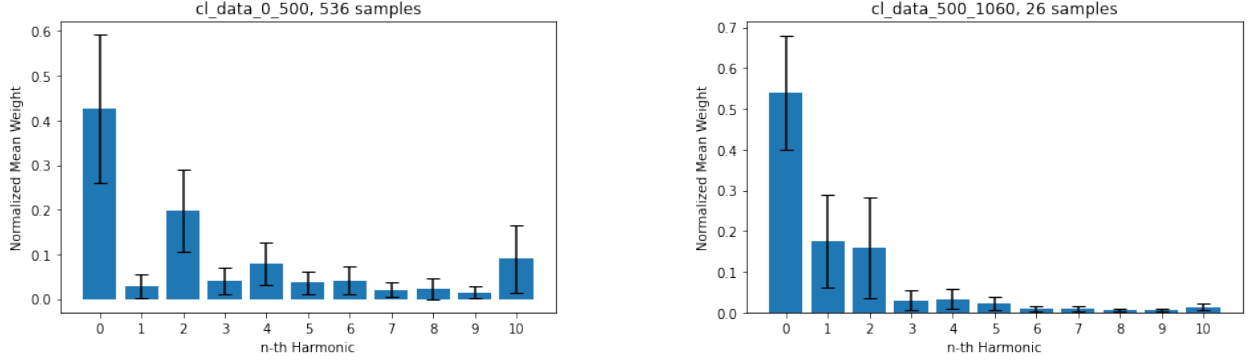 cl_data_0_500, 536 samples
Normalized Mean Weight
0.6
0.5
0.4
0.3
0.2
0.1
0.0
0 1 2 3 4 5 6 7 8 9 10
n-th Harmonic
cl_data_500_1060, 26 samples
Normalized Mean Weight
0.7
0.6
0.5
0.4
0.3
0.2
0.1
0.0
0 1 2 3 4 5 6 7 8 9 10
n-th Harmonic